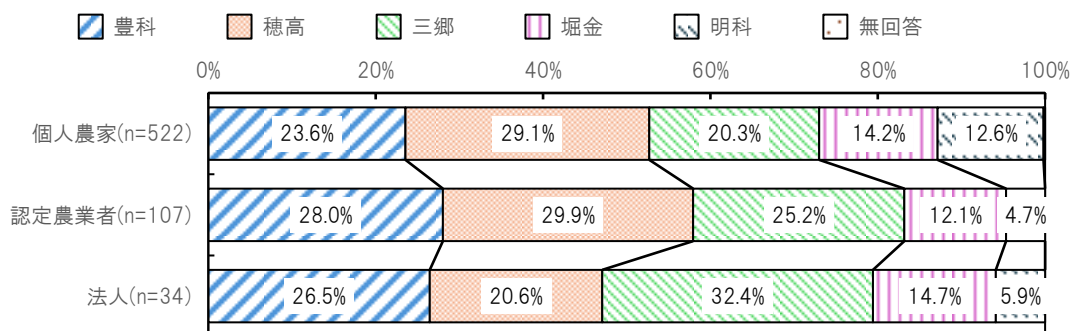 豊科 穂高 三郷 堀金 明科 無回答
0% 20% 40% 60% 80% 100%
個人農家(n=522) 23.6% 29.1% 20.3% 14.2% 12.6%
認定農業者(n=107) 28.0% 29.9% 25.2% 12.1% 4.7%
法人(n=34) 26.5% 20.6% 32.4% 14.7% 5.9%